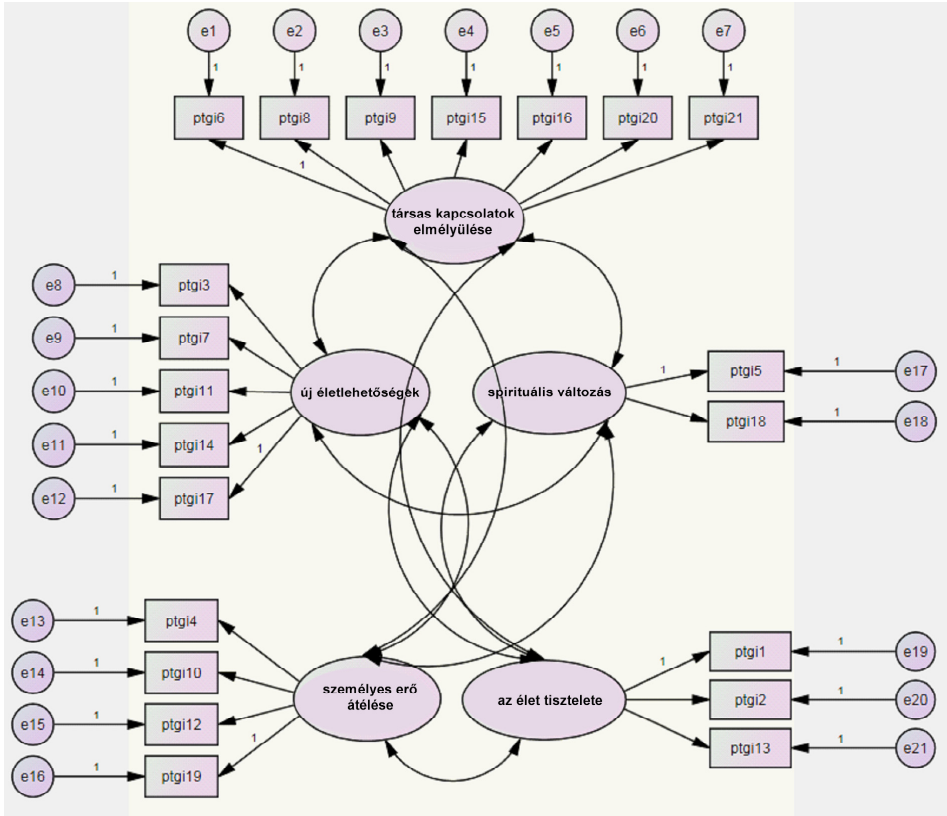 e1 e2 e3 e4 e5 e6 e7
1 1 1 1 1 1 1
ptgi6 ptgi8 ptgi9 ptgi15 ptgi16 ptgi20 ptgi21
1
társas kapcsolatok
elmélyülése
e8 1 ptgi3
e9 1 ptgi7
e10 1 ptgi11
e11 1 ptgi14
e12 1 ptgi17
1
új életlehetőségek
spirituális változás
1 ptgi5 1 e17
ptgi18 1 e18
e13 1 ptgi4
e14 1 ptgi10
e15 1 ptgi12
e16 1 ptgi19
1
személyes erő
átélése
az élet tisztelete
1 ptgi1 1 e19
ptgi2 1 e20
ptgi13 1 e21